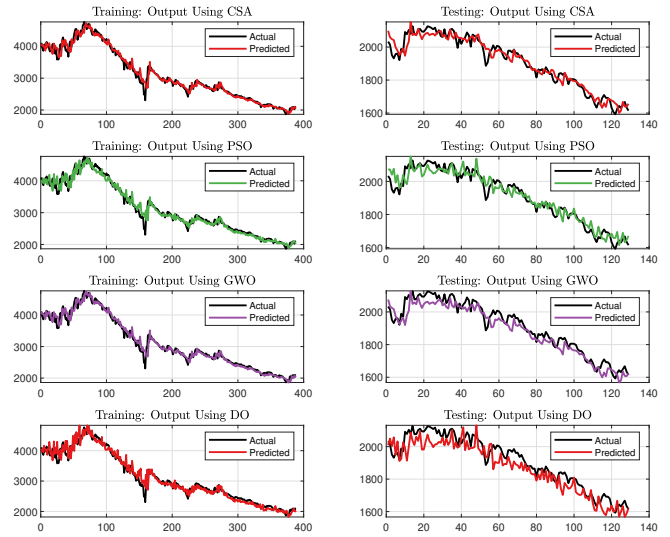 Training: Output Using CSA
Actual
Predicted
4000
3000
2000
0 100 200 300 400
Testing: Output Using CSA
Actual
Predicted
2000
1800
1600
0 20 40 60 80 100 120 140
Training: Output Using PSO
Actual
Predicted
4000
3000
2000
0 100 200 300 400
Testing: Output Using PSO
Actual
Predicted
2000
1800
1600
0 20 40 60 80 100 120 140
Training: Output Using GWO
Actual
Predicted
4000
3000
2000
0 100 200 300 400
Testing: Output Using GWO
Actual
Predicted
2000
1800
1600
0 20 40 60 80 100 120 140
Training: Output Using DO
Actual
Predicted
4000
3000
2000
0 100 200 300 400
Testing: Output Using DO
Actual
Predicted
2000
1800
1600
0 20 40 60 80 100 120 140